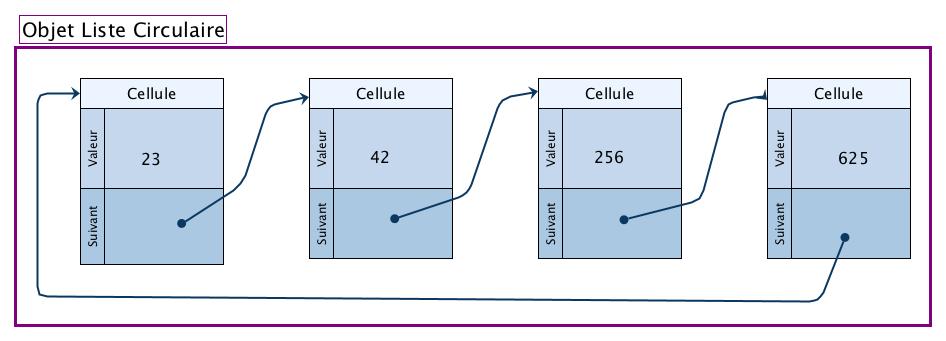 Objet Liste Circulaire
Cellule
Valeur
23
Suivant
Cellule
Valeur
42
Suivant
Cellule
Valeur
256
Suivant
Cellule
Valeur
625
Suivant